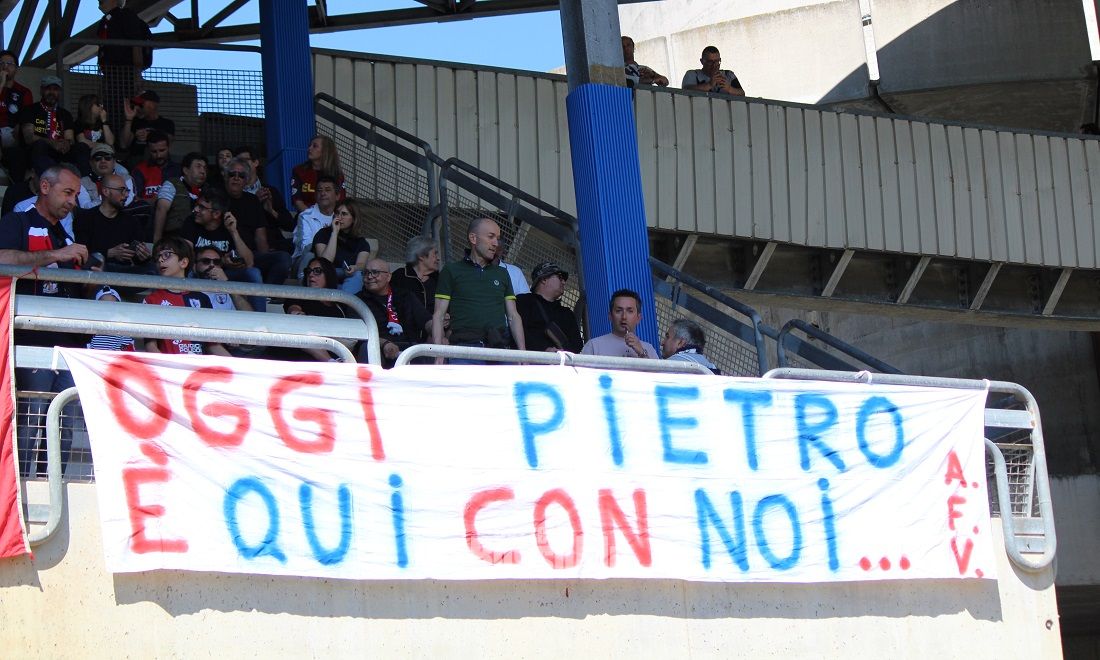 OGGI PIETRO
È QUI CON NOI...
A.
F.
V.